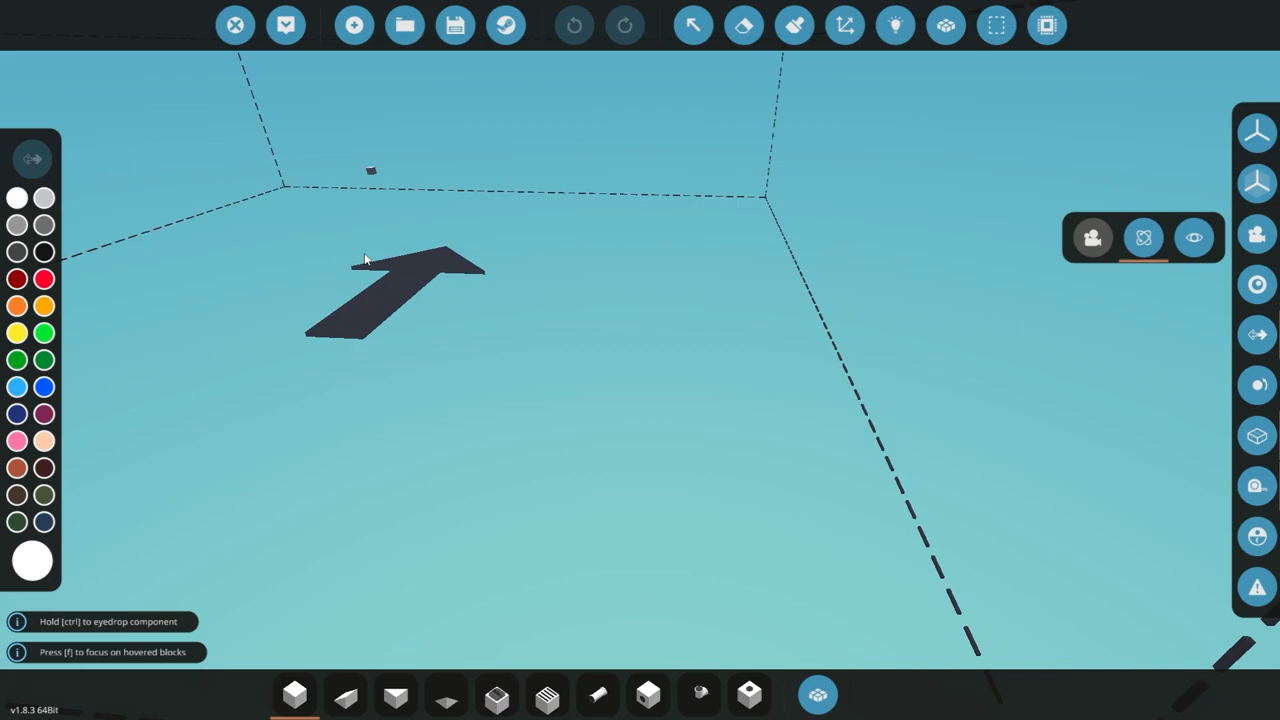 Hold [ctrl] to eyedrop component
Press [f] to focus on hovered blocks
v1.8.3 64Bit